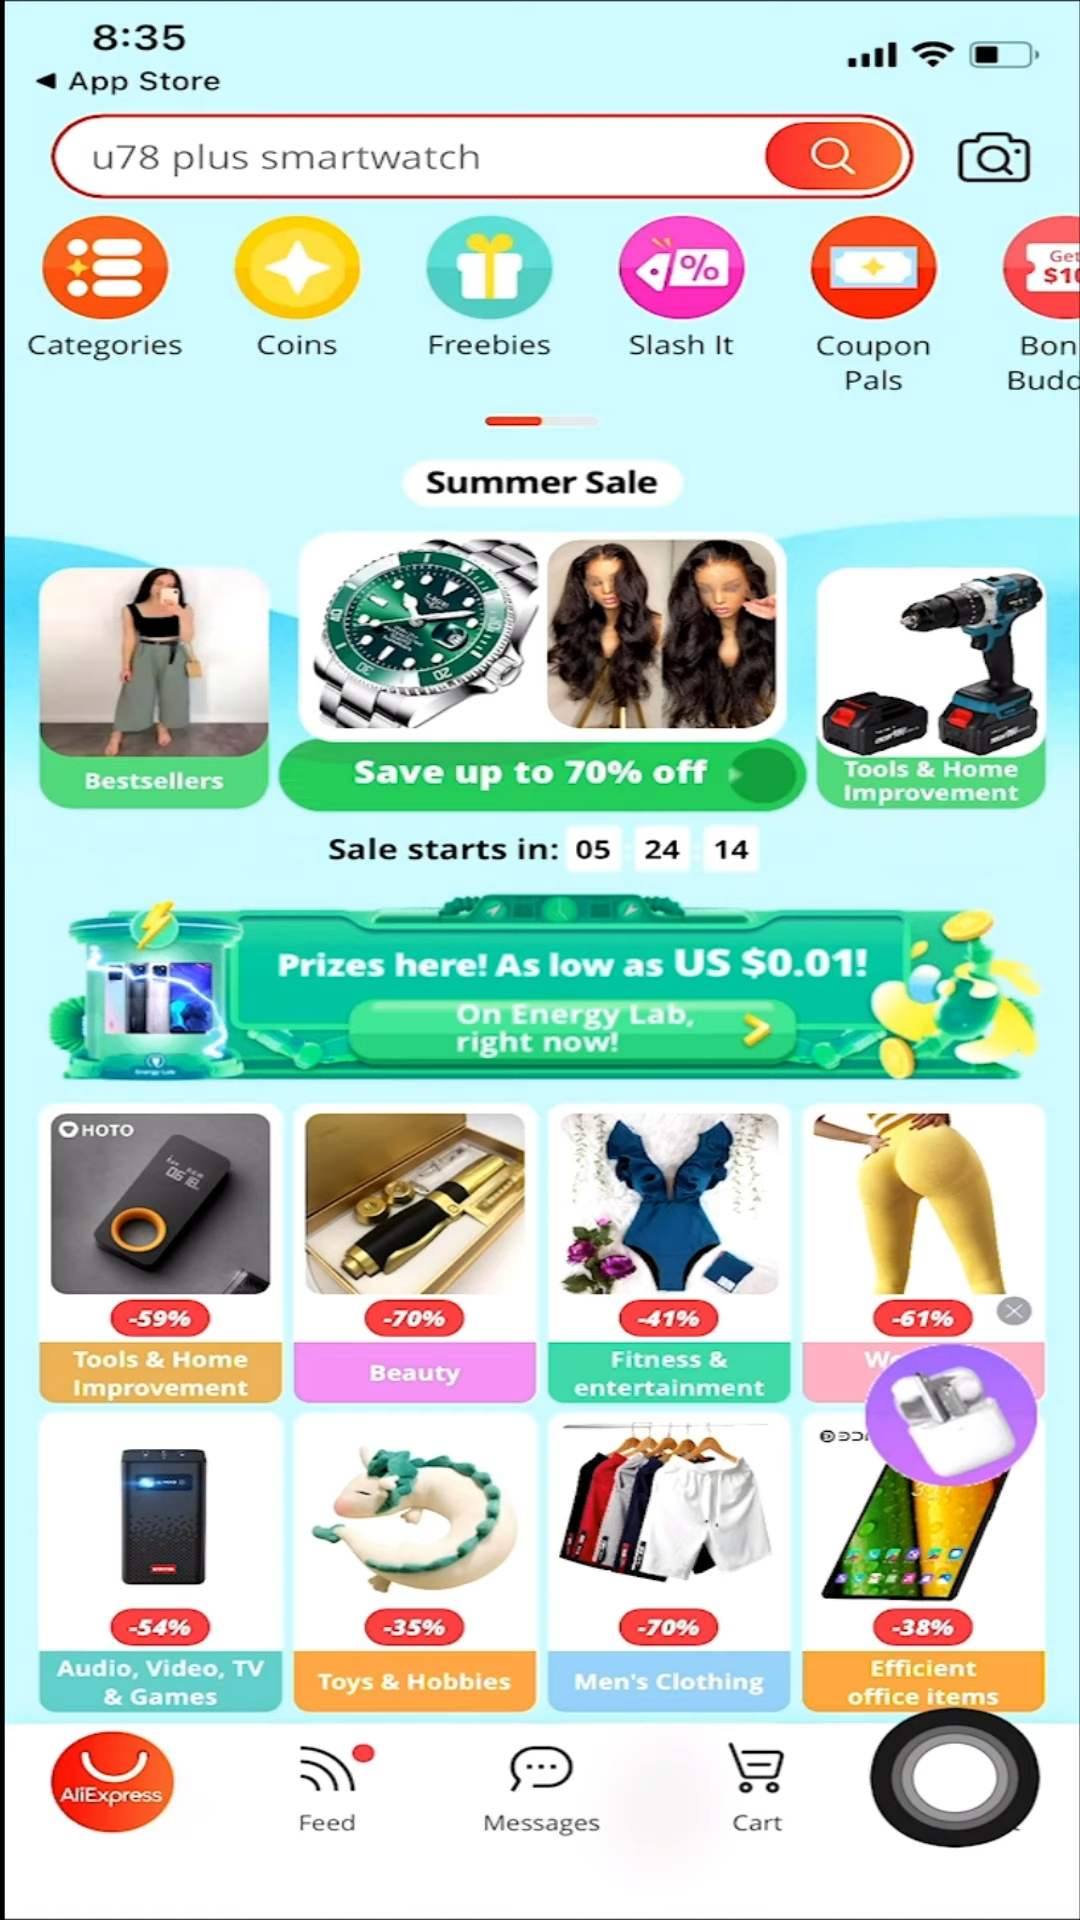 8:35
App Store
u78 plus smartwatch
Get
Categories
Coins
Freebies
%
Slash It
Coupon
Pals
Summer Sale
Bestsellers
Save up to 70% off
Tools & Home
Improvement
Sale starts in: 05 24 14
Prizes here! As low as US $0.01!
On Energy Lab,
right now!
Energy Lab
HOTO
-59%
-70%
-41%
-61%
Tools & Home
Improvement
Beauty
Fitness &
entertainment
-54%
-35%
-70%
-38%
Audio, Video, TV
& Games
Toys & Hobbies
Men's Clothing
Efficient
office items
AliExpress
Feed
Messages
Cart